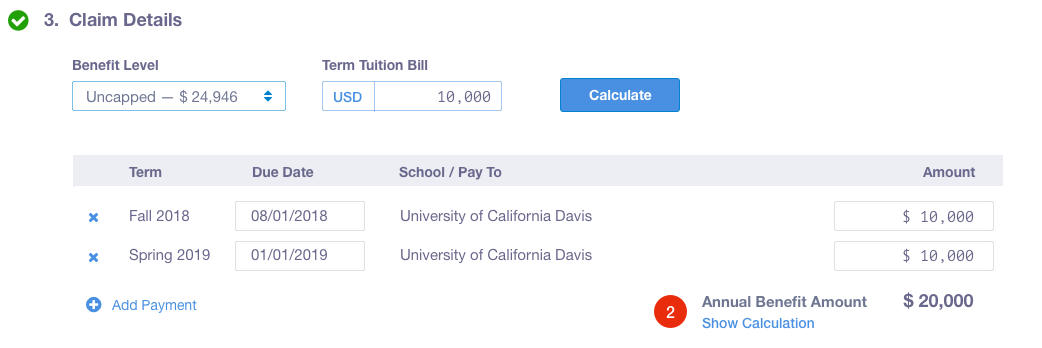 3. Claim Details
Benefit Level
Term Tuition Bill
Uncapped — $ 24,946
USD
10,000
Calculate
Term Due Date School / Pay To Amount
Fall 2018 08/01/2018 University of California Davis $ 10,000
Spring 2019 01/01/2019 University of California Davis $ 10,000
Add Payment
2
Annual Benefit Amount $ 20,000
Show Calculation